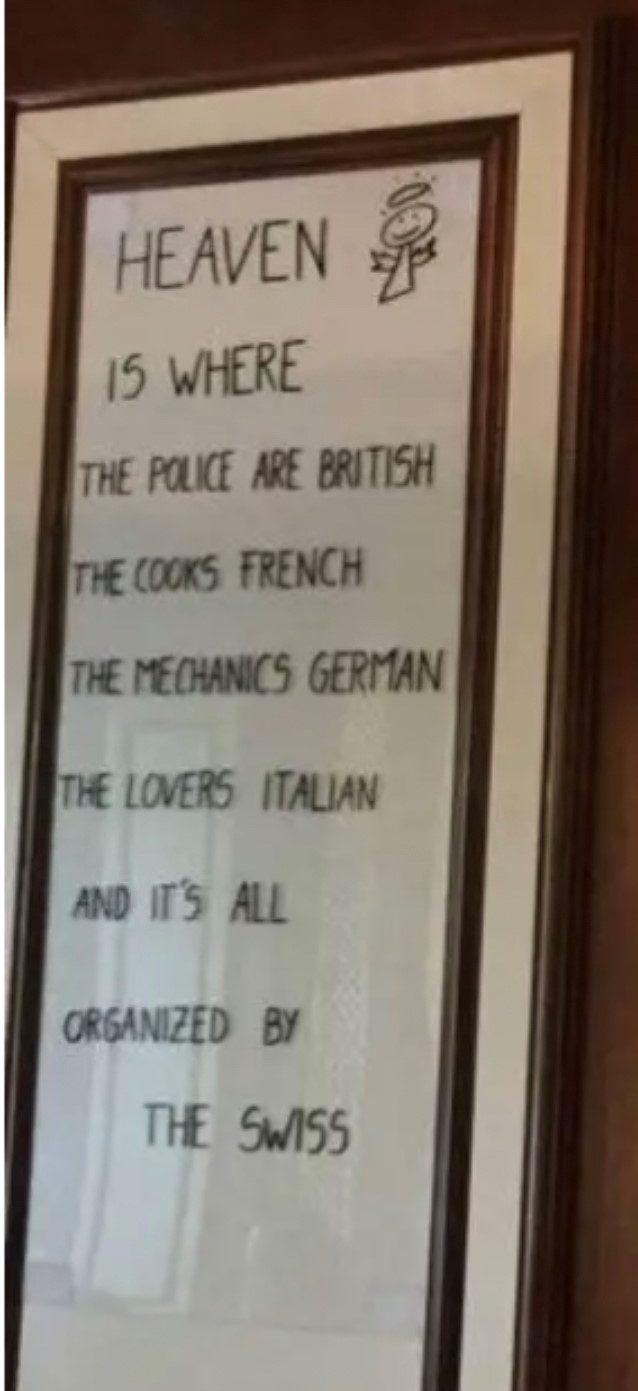 HEAVEN
IS WHERE
THE POLICE ARE BRITISH
THE COOKS FRENCH
THE MECHANICS GERMAN
THE LOVERS ITALIAN
AND IT'S ALL
ORGANIZED BY
THE SWISS